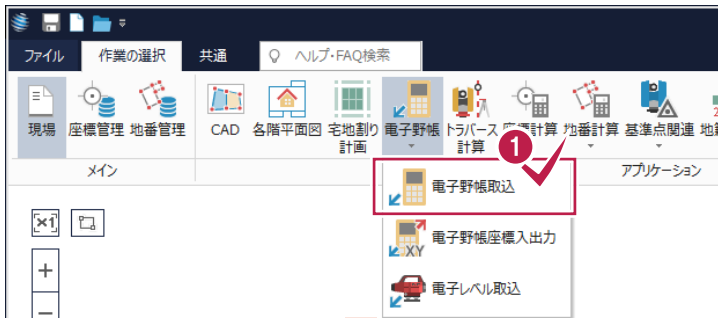 ファイル 作業の選択 共通 ヘルプ・FAQ検索
現場 座標管理 地番管理 CAD 各階平面図 宅地割り計画 電子野帳 トラバース計算 座標計算 地番計算 基準点関連
メイン アプリケーション
1
電子野帳取込
×1
電子野帳座標入出力
XY
電子レベル取込